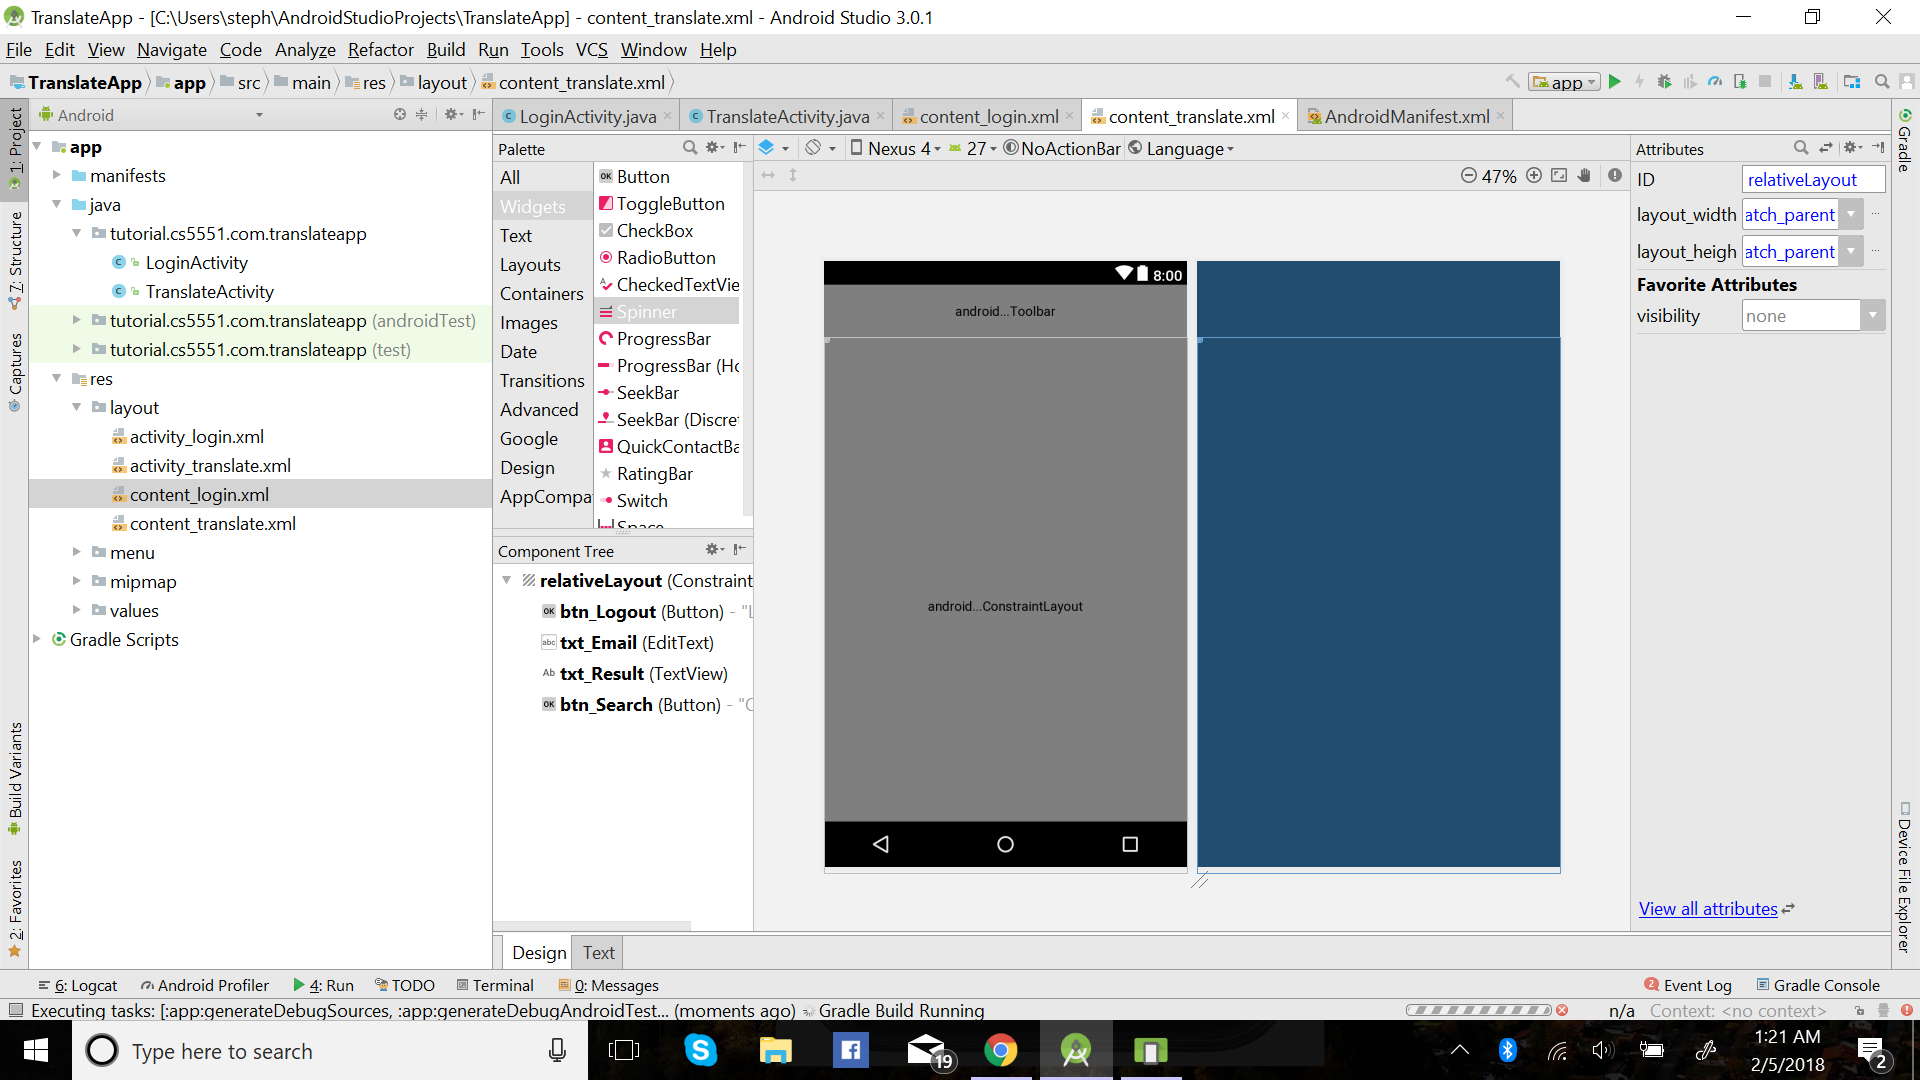 TranslateApp - [C:\Users\steph\AndroidStudioProjects\TranslateApp] - content_translate.xml - Android Studio 3.0.1
File Edit View Navigate Code Analyze Refactor Build Run Tools VCS Window Help
TranslateApp app src main res layout content_translate.xml
app
1: Project
7: Structure
Captures
Build Variants
2: Favorites
Android
app
manifests
java
tutorial.cs5551.com.translateapp
LoginActivity
TranslateActivity
tutorial.cs5551.com.translateapp (androidTest)
tutorial.cs5551.com.translateapp (test)
res
layout
activity_login.xml
activity_translate.xml
content_login.xml
content_translate.xml
menu
mipmap
values
Gradle Scripts
LoginActivity.java TranslateActivity.java content_login.xml content_translate.xml AndroidManifest.xml
Palette
All
Widgets
Text
Layouts
Containers
Images
Date
Transitions
Advanced
Google
Design
AppCompa
OK Button
ToggleButton
CheckBox
RadioButton
CheckedTextVie
Spinner
ProgressBar
ProgressBar (Ho
SeekBar
SeekBar (Discre
QuickContactBa
RatingBar
Switch
Space
Component Tree
relativeLayout (Constraint
OK btn_Logout (Button) - "L
abc txt_Email (EditText)
Ab txt_Result (TextView)
OK btn_Search (Button) - "C
Nexus 4 27 NoActionBar Language
47%
8:00
android...Toolbar
android...ConstraintLayout
Attributes
ID relativeLayout
layout_width atch_parent ...
layout_heigh atch_parent ...
Favorite Attributes
visibility none
View all attributes
Gradle
Device File Explorer
Design Text
6: Logcat Android Profiler 4: Run TODO Terminal 0: Messages 2 Event Log Gradle Console
Executing tasks: [:app:generateDebugSources, :app:generateDebugAndroidTest... (moments ago) Gradle Build Running n/a Context: <no context>
Type here to search
19
1:21 AM
2/5/2018
2